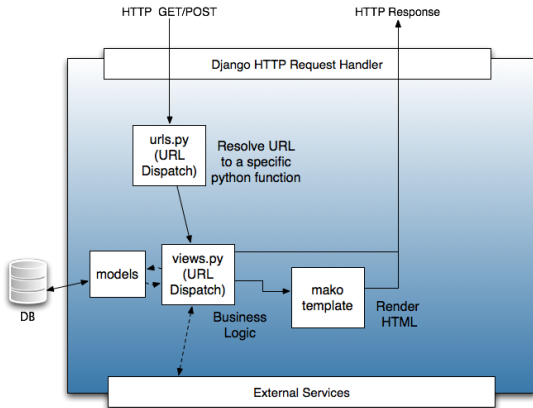 HTTP GET/POST
HTTP Response
Django HTTP Request Handler
urls.py
(URL
Dispatch)
Resolve URL
to a specific
python function
models
views.py
(URL
Dispatch)
DB
Business
Logic
mako
template
Render
HTML
External Services